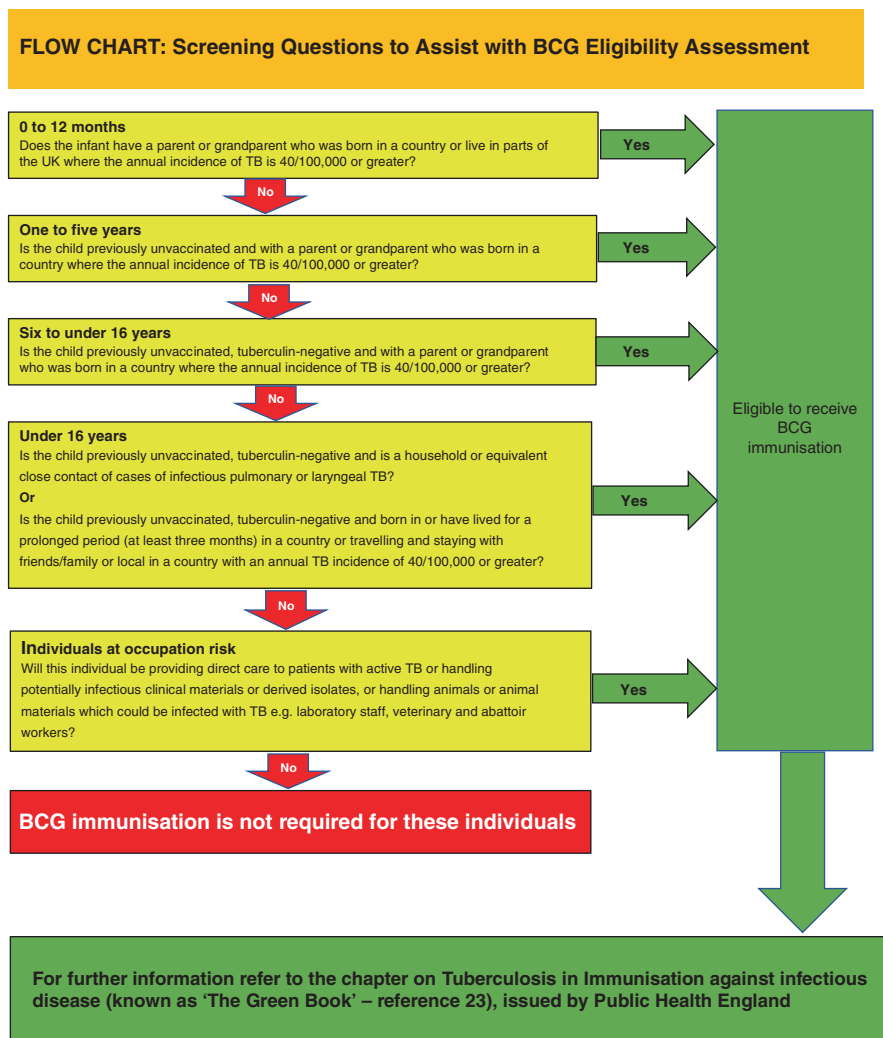 FLOW CHART: Screening Questions to Assist with BCG Eligibility Assessment
0 to 12 months
Does the infant have a parent or grandparent who was born in a country or live in parts of
the UK where the annual incidence of TB is 40/100,000 or greater?
Yes
No
One to five years
Is the child previously unvaccinated and with a parent or grandparent who was born in a
country where the annual incidence of TB is 40/100,000 or greater?
Yes
No
Six to under 16 years
Is the child previously unvaccinated, tuberculin-negative and with a parent or grandparent
who was born in a country where the annual incidence of TB is 40/100,000 or greater?
Yes
No
Under 16 years
Is the child previously unvaccinated, tuberculin-negative and is a household or equivalent
close contact of cases of infectious pulmonary or laryngeal TB?
Or
Is the child previously unvaccinated, tuberculin-negative and born in or have lived for a
prolonged period (at least three months) in a country or travelling and staying with
friends/family or local in a country with an annual TB incidence of 40/100,000 or greater?
Yes
No
Individuals at occupation risk
Will this individual be providing direct care to patients with active TB or handling
potentially infectious clinical materials or derived isolates, or handling animals or animal
materials which could be infected with TB e.g. laboratory staff, veterinary and abattoir
workers?
Yes
No
Eligible to receive
BCG
immunisation
BCG immunisation is not required for these individuals
For further information refer to the chapter on Tuberculosis in Immunisation against infectious
disease (known as 'The Green Book' – reference 23), issued by Public Health England